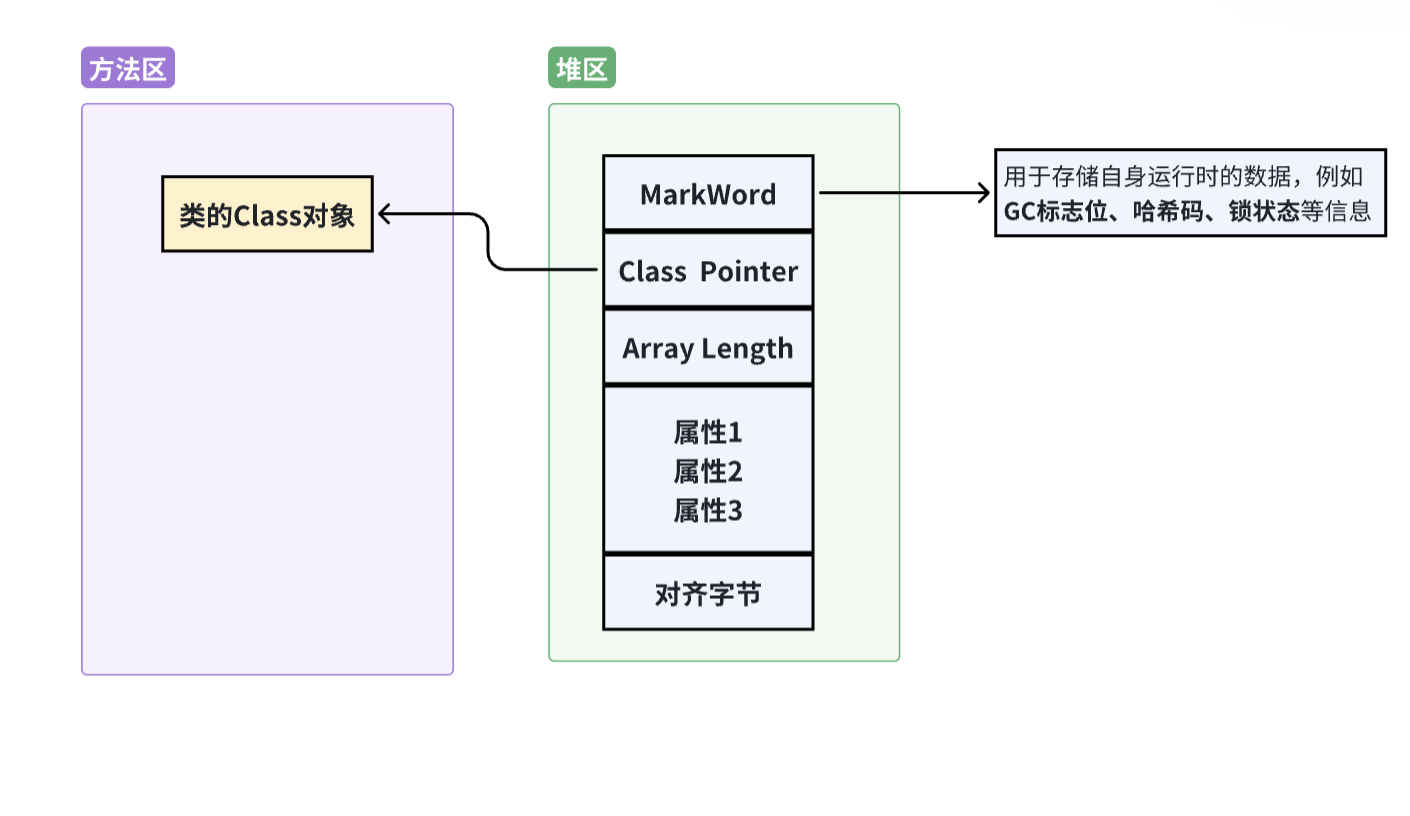 方法区
堆区
类的Class对象
MarkWord
Class Pointer
Array Length
属性1
属性2
属性3
对齐字节
用于存储自身运行时的数据，例如
GC标志位、哈希码、锁状态等信息